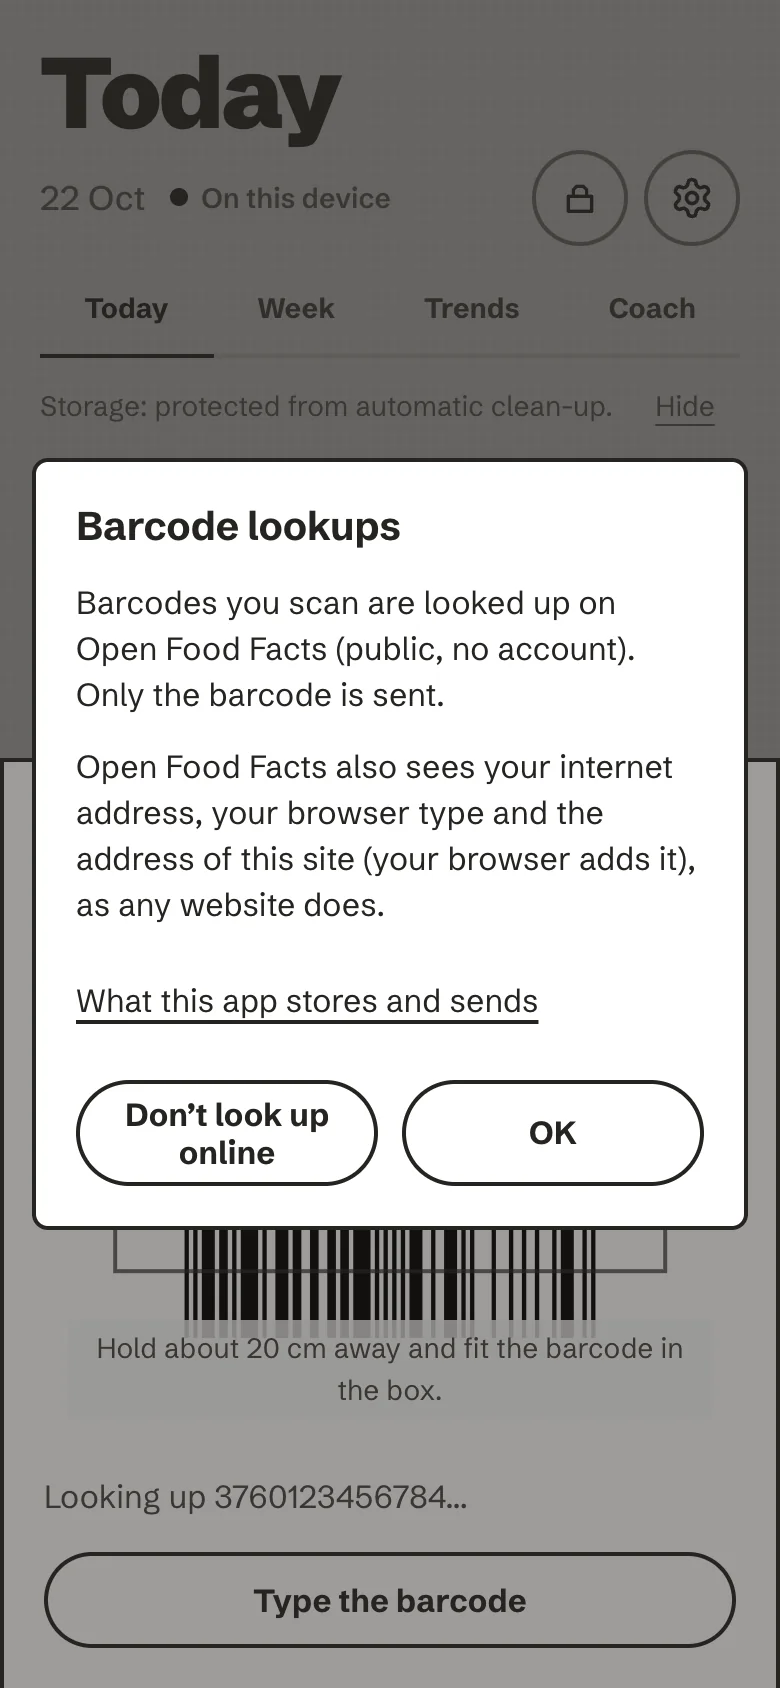 Today
22 Oct
On this device
Today Week Trends Coach
Storage: protected from automatic clean-up. Hide
Barcode lookups
Barcodes you scan are looked up on
Open Food Facts (public, no account).
Only the barcode is sent.
Open Food Facts also sees your internet
address, your browser type and the
address of this site (your browser adds it),
as any website does.
What this app stores and sends
Don’t look up
online
OK
Hold about 20 cm away and fit the barcode in
the box.
Looking up 3760123456784...
Type the barcode